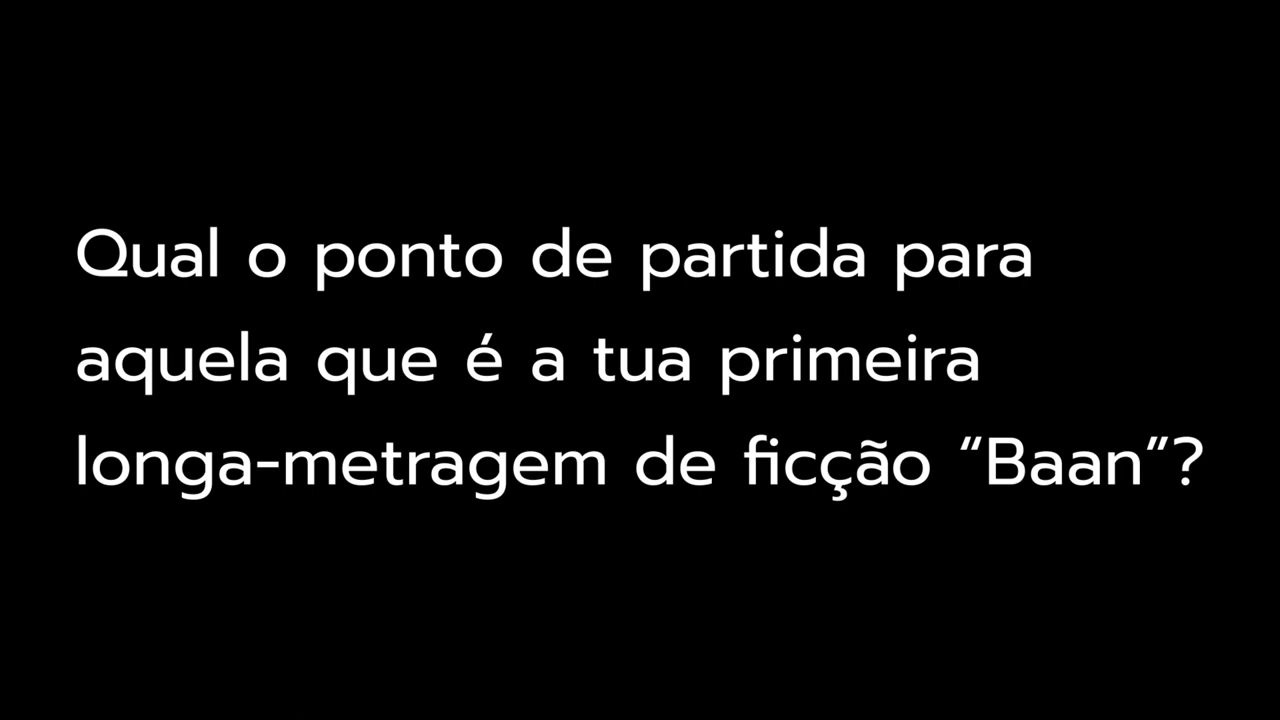 Qual o ponto de partida para
aquela que é a tua primeira
longa-metragem de ficção “Baan”?